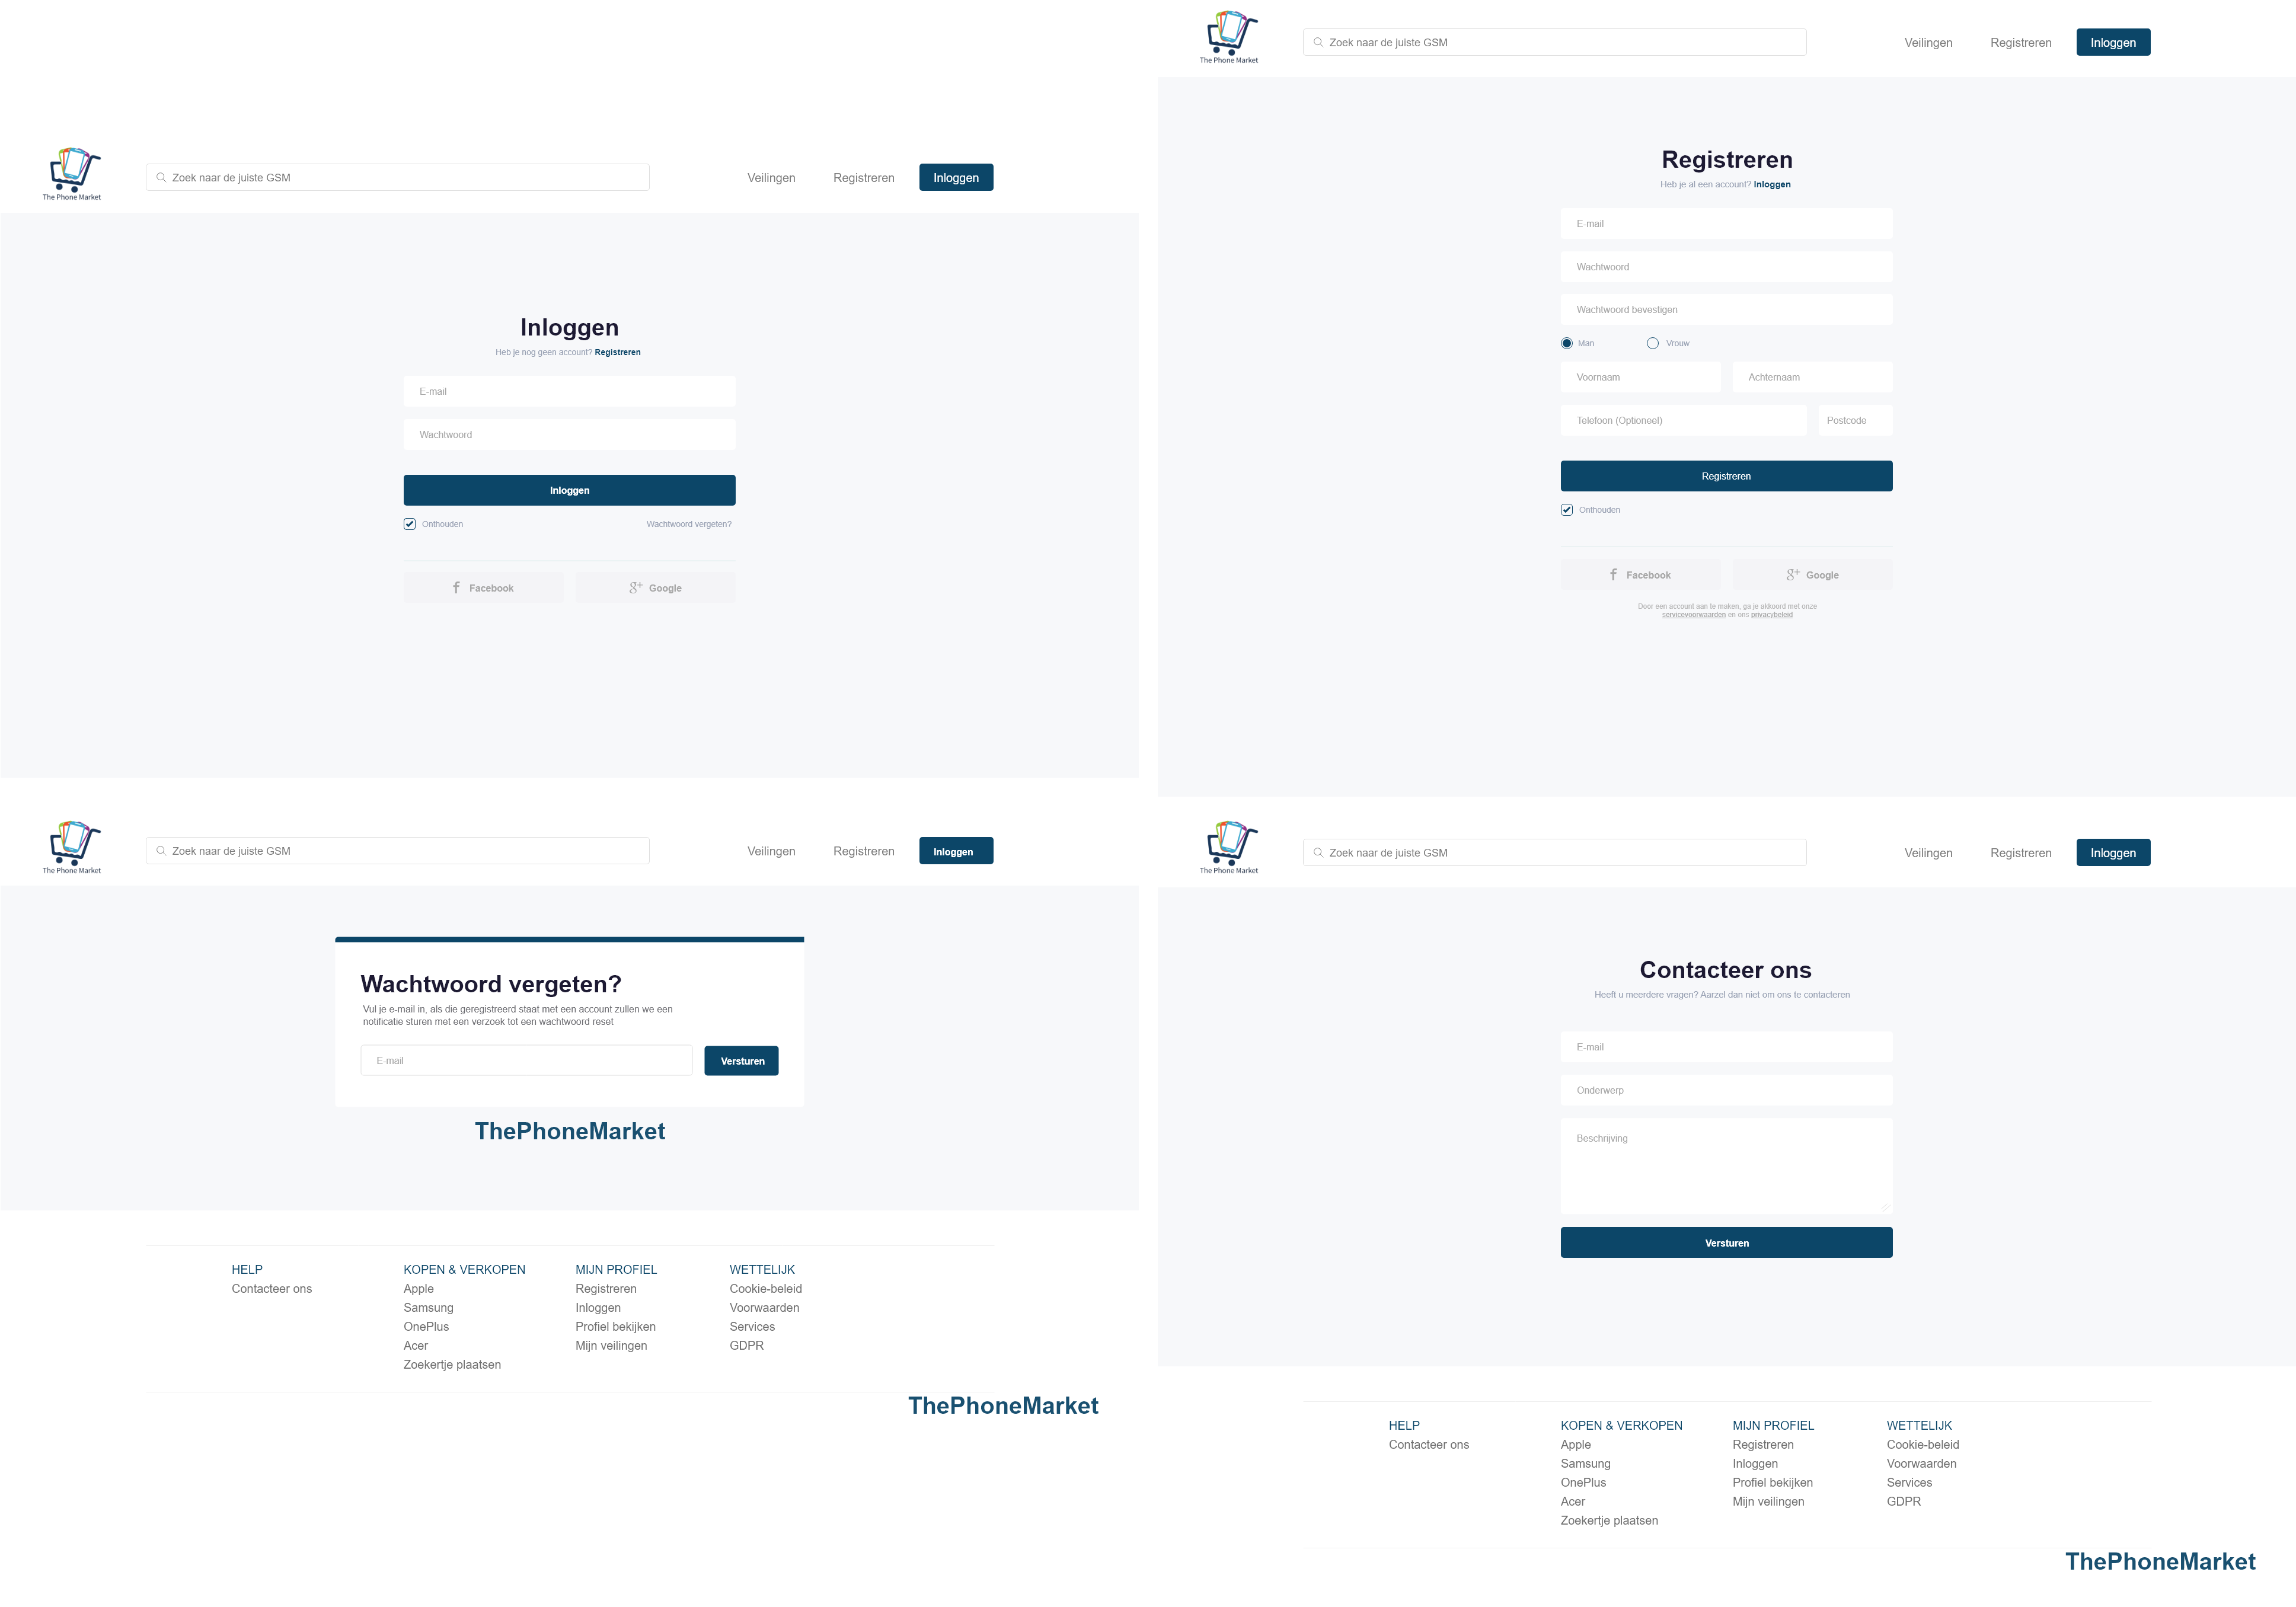 The Phone Market
Zoek naar de juiste GSM
Veilingen
Registreren
Inloggen
Inloggen
Heb je nog geen account? Registreren
E-mail
Wachtwoord
Inloggen
Onthouden
Wachtwoord vergeten?
Facebook
Google
The Phone Market
Zoek naar de juiste GSM
Veilingen
Registreren
Inloggen
Registreren
Heb je al een account? Inloggen
E-mail
Wachtwoord
Wachtwoord bevestigen
Man
Vrouw
Voornaam
Achternaam
Telefoon (Optioneel)
Postcode
Registreren
Onthouden
Facebook
Google
Door een account aan te maken, ga je akkoord met onze
servicevoorwaarden en ons privacybeleid
The Phone Market
Zoek naar de juiste GSM
Veilingen
Registreren
Inloggen
Wachtwoord vergeten?
Vul je e-mail in, als die geregistreerd staat met een account zullen we een
notificatie sturen met een verzoek tot een wachtwoord reset
E-mail
Versturen
ThePhoneMarket
HELP
Contacteer ons
KOPEN & VERKOPEN
Apple
Samsung
OnePlus
Acer
Zoekertje plaatsen
MIJN PROFIEL
Registreren
Inloggen
Profiel bekijken
Mijn veilingen
WETTELIJK
Cookie-beleid
Voorwaarden
Services
GDPR
ThePhoneMarket
The Phone Market
Zoek naar de juiste GSM
Veilingen
Registreren
Inloggen
Contacteer ons
Heeft u meerdere vragen? Aarzel dan niet om ons te contacteren
E-mail
Onderwerp
Beschrijving
Versturen
HELP
Contacteer ons
KOPEN & VERKOPEN
Apple
Samsung
OnePlus
Acer
Zoekertje plaatsen
MIJN PROFIEL
Registreren
Inloggen
Profiel bekijken
Mijn veilingen
WETTELIJK
Cookie-beleid
Voorwaarden
Services
GDPR
ThePhoneMarket